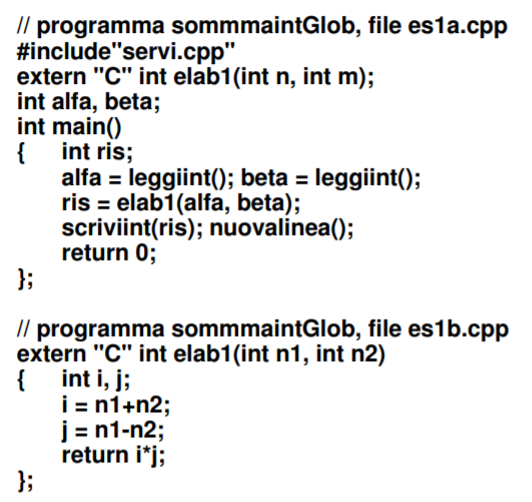 // programma sommmaintGlob, file es1a.cpp
#include"servi.cpp"
extern "C" int elab1(int n, int m);
int alfa, beta;
int main()
{ int ris;
alfa = leggiint(); beta = leggiint();
ris = elab1(alfa, beta);
scriviint(ris); nuovalinea();
return 0;
};
// programma sommmaintGlob, file es1b.cpp
extern "C" int elab1(int n1, int n2)
{ int i, j;
i = n1+n2;
j = n1-n2;
return i*j;
};